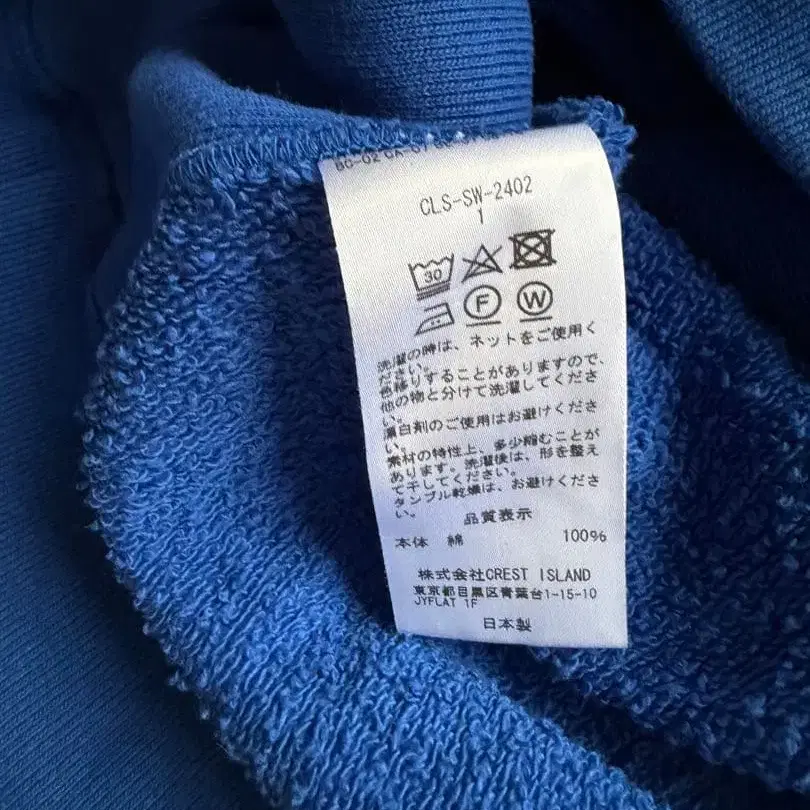 CLS-SW-2402
1
30
F W
洗濯の時は、ネットをご使用く
ださい。
色移りすることがありますので、
他の物と分けて洗濯してくださ
い。
漂白剤のご使用はお避けくださ
い。
素材の特性上、多少縮むことが
あります。洗濯後は、形を整え
て干してください。
タンブル乾燥は、お避けくださ
い。
品質表示
本体 綿 100%
株式会社CREST ISLAND
東京都目黒区青葉台1-15-10
JYFLAT 1F
日本製